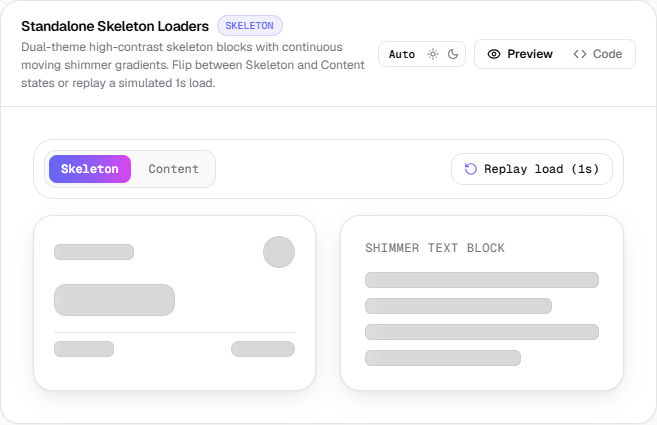 Standalone Skeleton Loaders SKELETON
Dual-theme high-contrast skeleton blocks with continuous
moving shimmer gradients. Flip between Skeleton and Content
states or replay a simulated 1s load.
Auto Preview Code
Skeleton Content Replay load (1s)
SHIMMER TEXT BLOCK